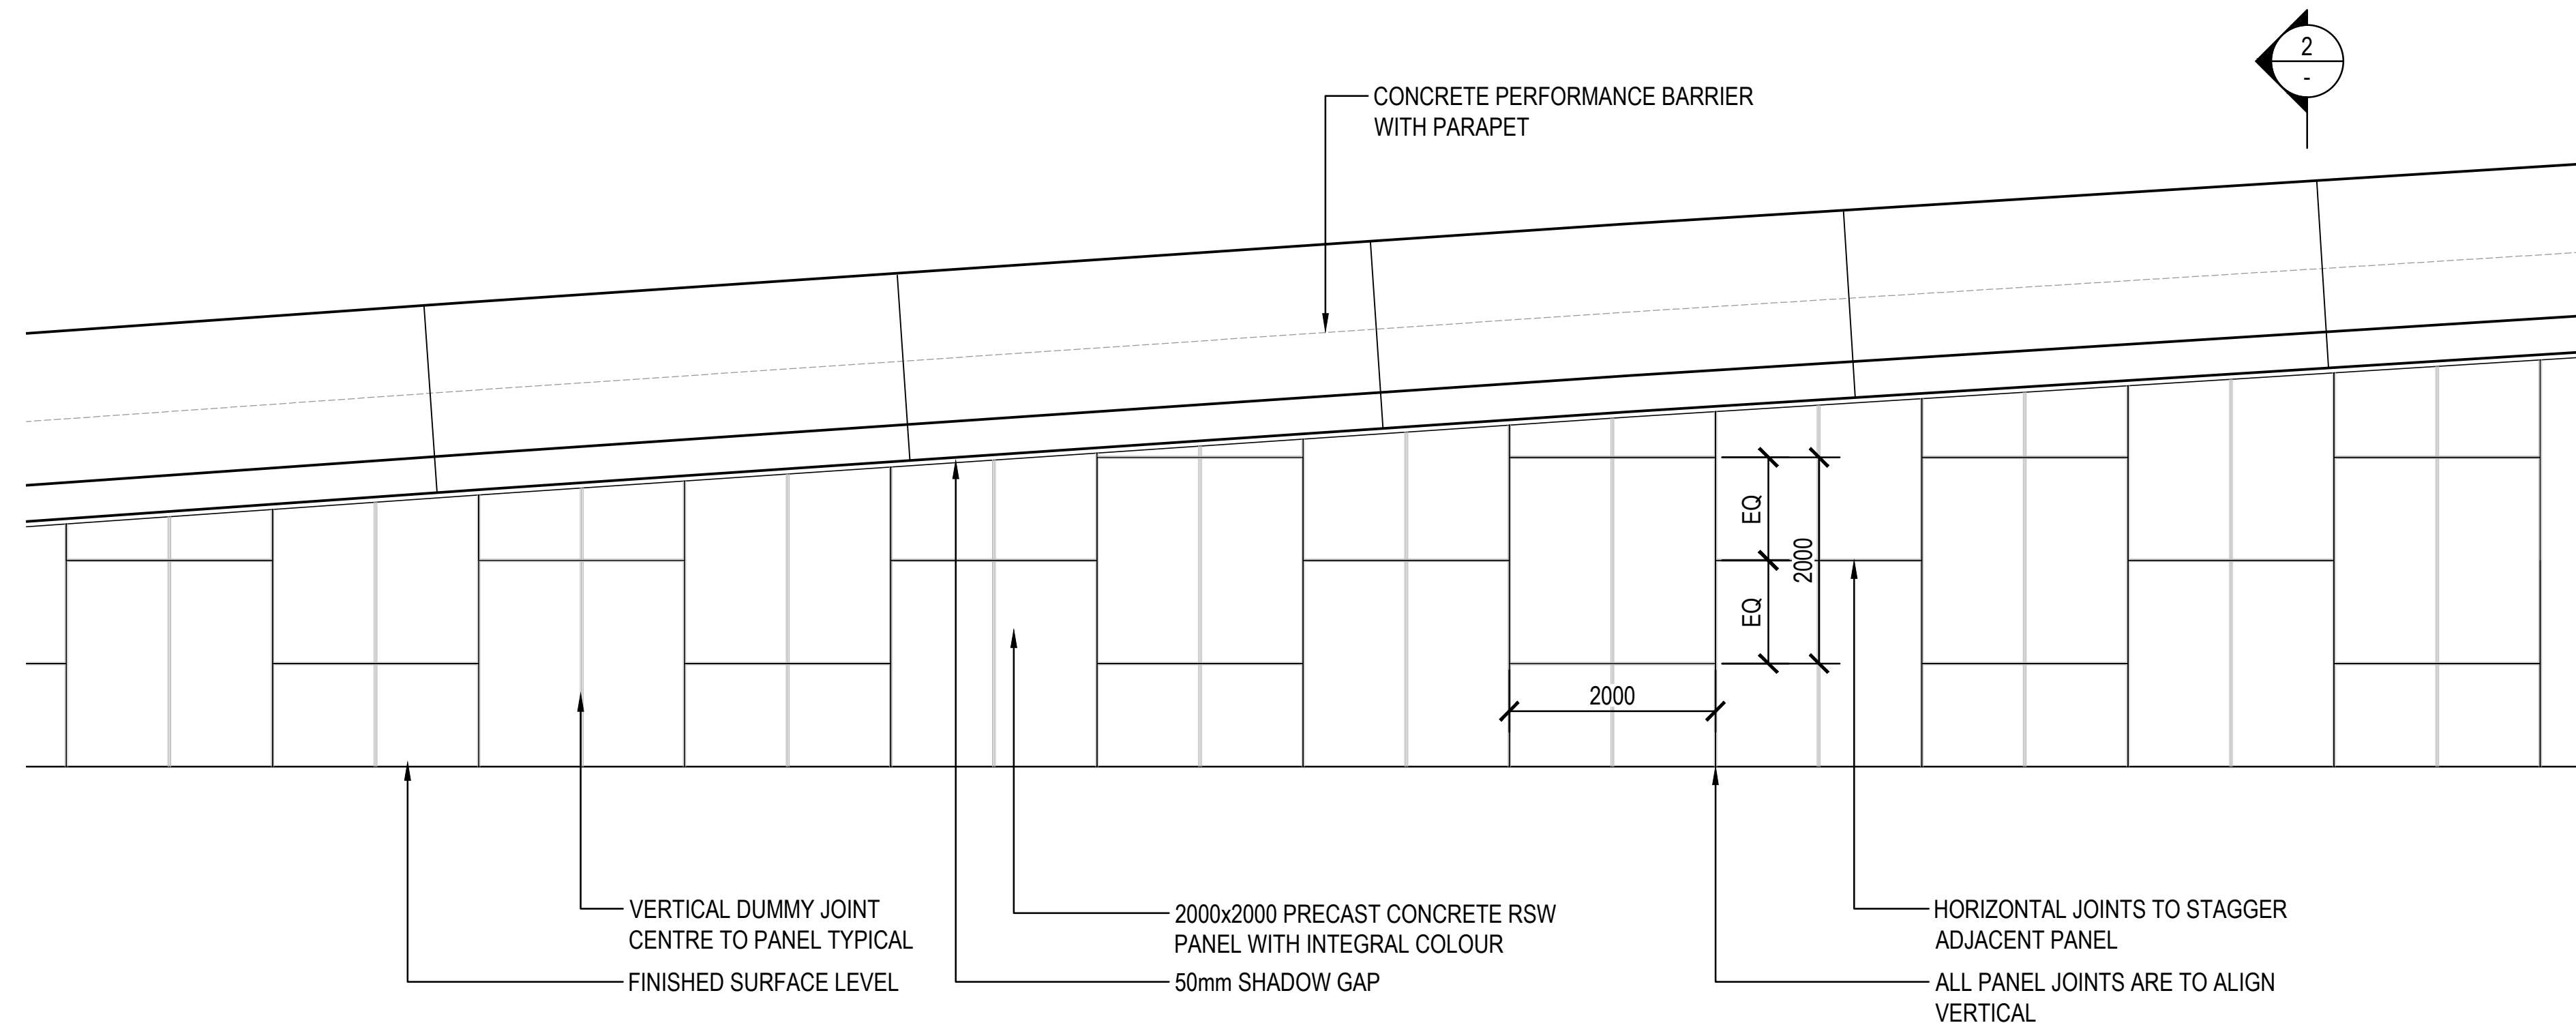 2
-
CONCRETE PERFORMANCE BARRIER
WITH PARAPET
EQ
2000
EQ
2000
VERTICAL DUMMY JOINT
CENTRE TO PANEL TYPICAL
FINISHED SURFACE LEVEL
2000x2000 PRECAST CONCRETE RSW
PANEL WITH INTEGRAL COLOUR
50mm SHADOW GAP
HORIZONTAL JOINTS TO STAGGER
ADJACENT PANEL
ALL PANEL JOINTS ARE TO ALIGN
VERTICAL